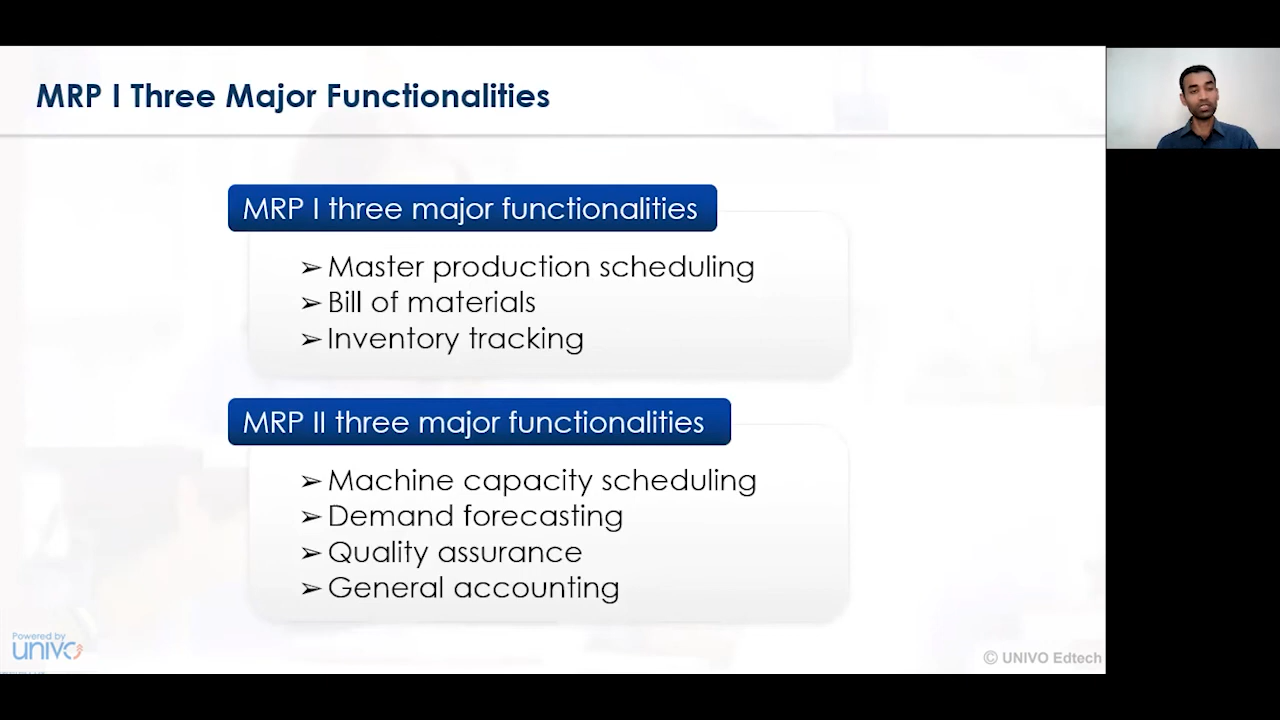 MRP I Three Major Functionalities
MRP I three major functionalities
➢ Master production scheduling
➢ Bill of materials
➢ Inventory tracking
MRP II three major functionalities
➢ Machine capacity scheduling
➢ Demand forecasting
➢ Quality assurance
➢ General accounting
Powered by
UNIVO
© UNIVO Edtech